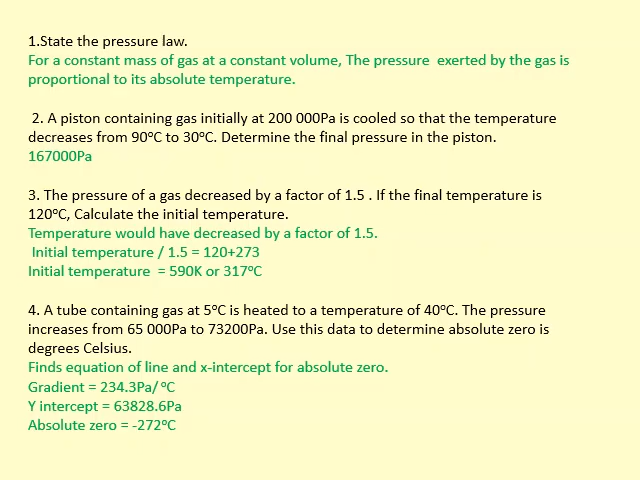 1.State the pressure law.
For a constant mass of gas at a constant volume, The pressure  exerted by the gas is
proportional to its absolute temperature.
2. A piston containing gas initially at 200 000Pa is cooled so that the temperature
decreases from 90°C to 30°C. Determine the final pressure in the piston.
167000Pa
3. The pressure of a gas decreased by a factor of 1.5 . If the final temperature is
120°C, Calculate the initial temperature.
Temperature would have decreased by a factor of 1.5.
Initial temperature / 1.5 = 120+273
Initial temperature  = 590K or 317°C
4. A tube containing gas at 5°C is heated to a temperature of 40°C. The pressure
increases from 65 000Pa to 73200Pa. Use this data to determine absolute zero is
degrees Celsius.
Finds equation of line and x-intercept for absolute zero.
Gradient = 234.3Pa/°C
Y intercept = 63828.6Pa
Absolute zero = -272°C